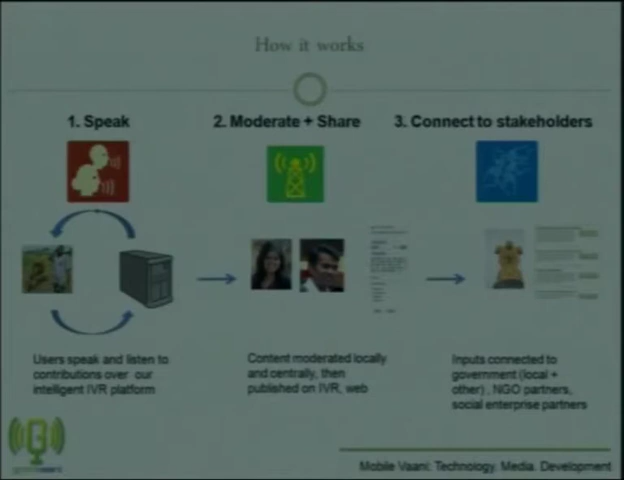 How it works
1. Speak
2. Moderate + Share
3. Connect to stakeholders
Users speak and listen to
contributions over our
intelligent IVR platform
Content moderated locally
and centrally, then
published on IVR, web
Inputs connected to
government (local +
other) , NGO partners,
social enterprise partners
Mobile Vaani: Technology. Media. Development